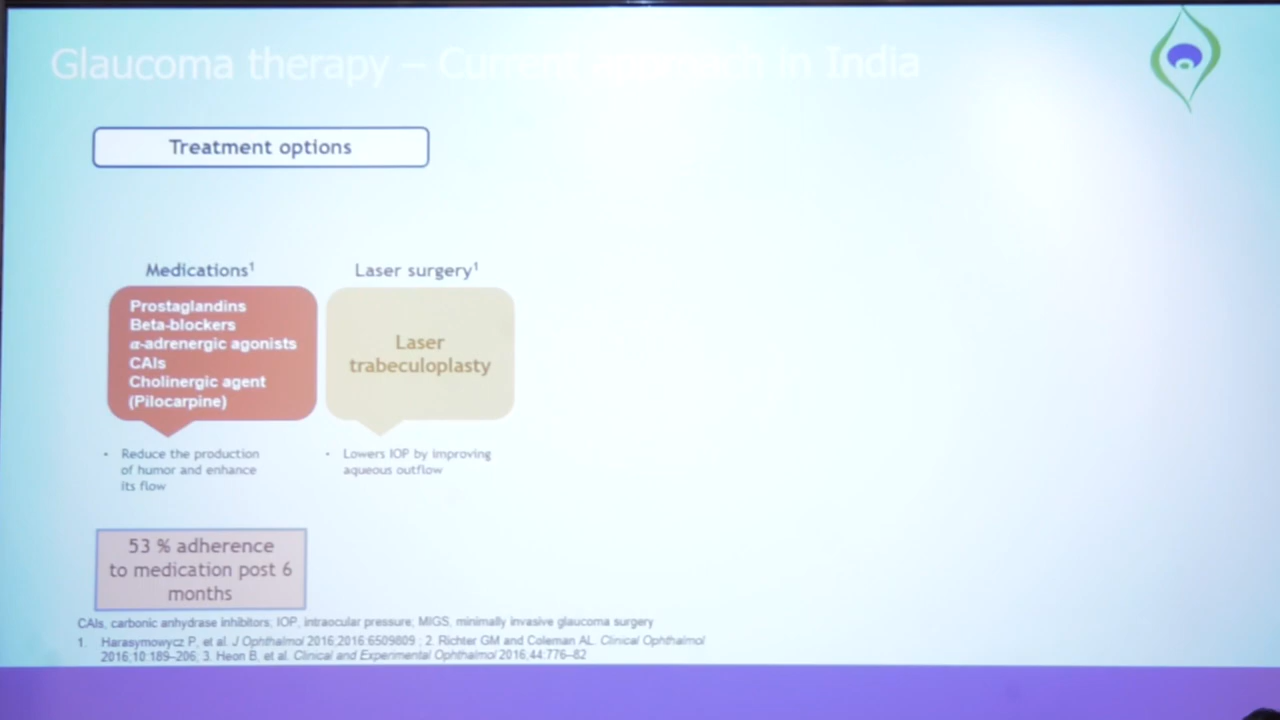 Glaucoma therapy – Current approach in India
Treatment options
Medications¹
Laser surgery¹
Prostaglandins
Beta-blockers
α-adrenergic agonists
CAIs
Cholinergic agent
(Pilocarpine)
Laser
trabeculoplasty
• Reduce the production
of humor and enhance
its flow
• Lowers IOP by improving
aqueous outflow
53 % adherence
to medication post 6
months
CAIs, carbonic anhydrase inhibitors; IOP, intraocular pressure; MIGS, minimally invasive glaucoma surgery
1. Harasymowycz P, et al. J Ophthalmol 2016;2016:6509809 ; 2. Richter GM and Coleman AL. Clinical Ophthalmol
2016;10:189–206; 3. Heon B, et al. Clinical and Experimental Ophthalmol 2016;44:776–82